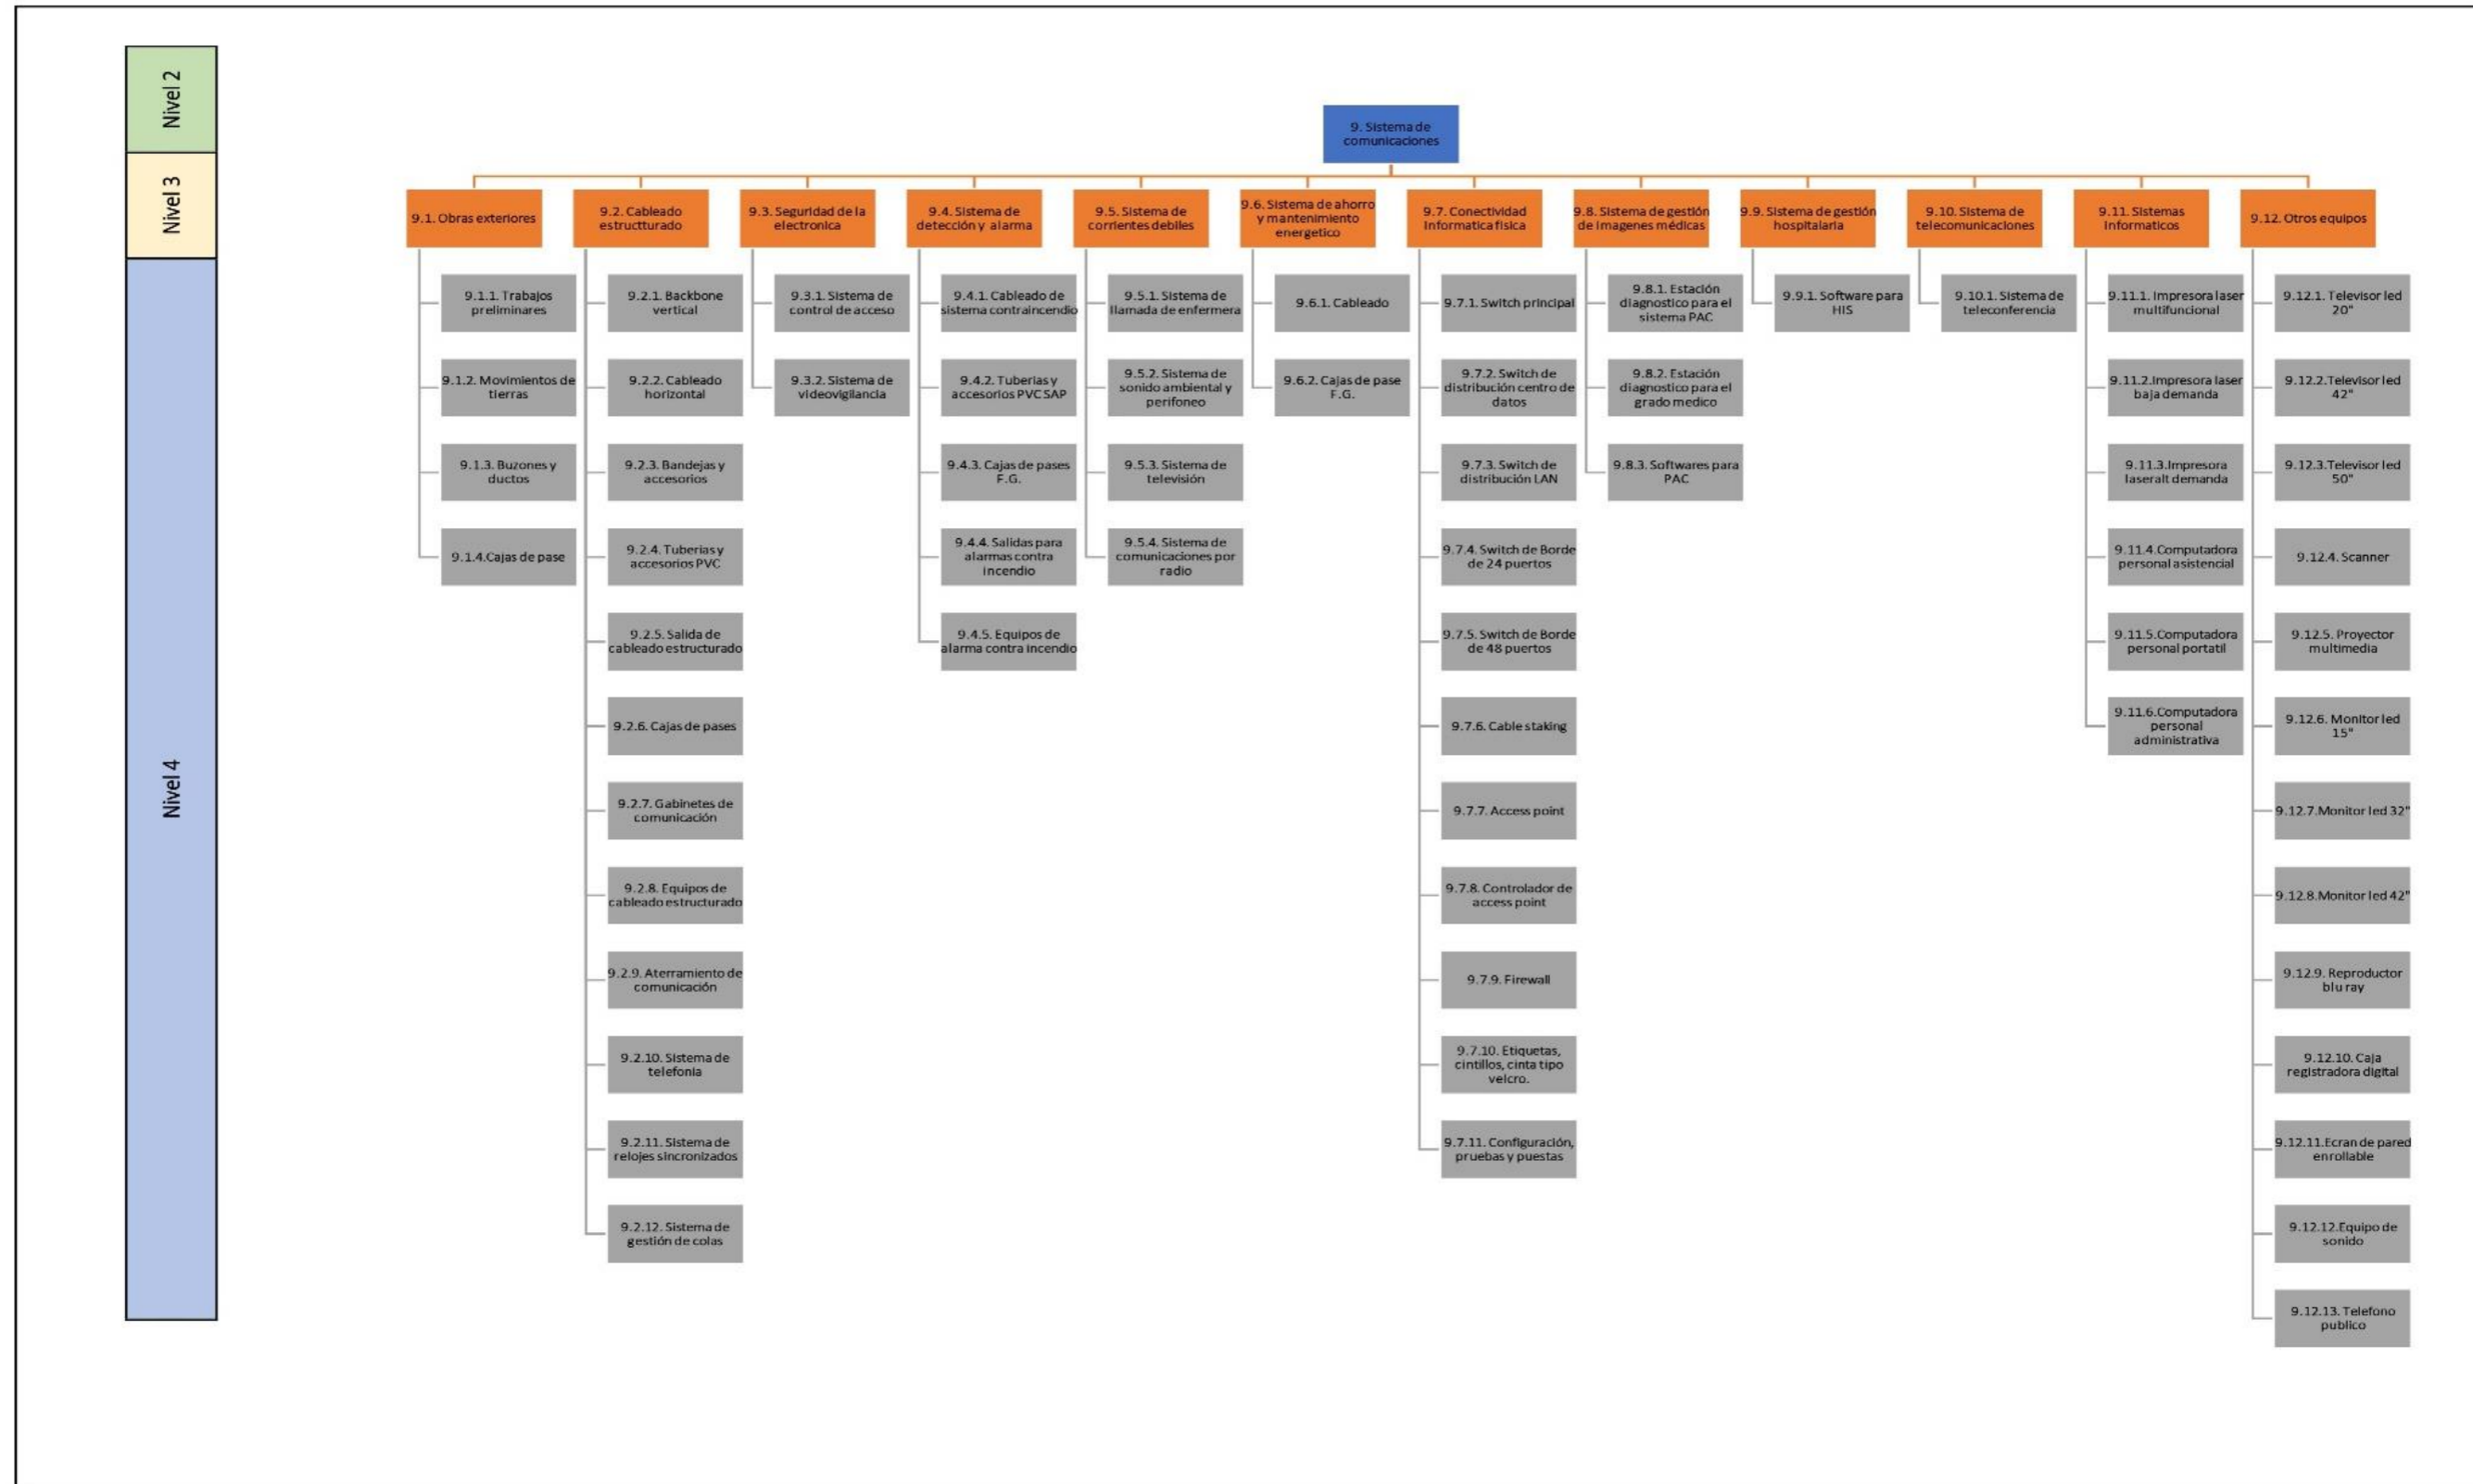 Nivel 2
Nivel 3
Nivel 4
9. Sistema de
comunicaciones
9.1. Obras exteriores
9.1.1. Trabajos
preliminares
9.1.2. Movimientos de
tierras
9.1.3. Buzones y
ductos
9.1.4.Cajas de pase
9.2. Cableado
estructturado
9.2.1. Backbone
vertical
9.2.2. Cableado
horizontal
9.2.3. Bandejas y
accesorios
9.2.4. Tuberias y
accesorios PVC
9.2.5. Salida de
cableado estructurado
9.2.6. Cajas de pases
9.2.7. Gabinetes de
comunicación
9.2.8. Equipos de
cableado estructurado
9.2.9. Aterramiento de
comunicación
9.2.10. Sistema de
telefonia
9.2.11. Sistema de
relojes sincronizados
9.2.12. Sistema de
gestión de colas
9.3. Seguridad de la
electronica
9.3.1. Sistema de
control de acceso
9.3.2. Sistema de
videovigilancia
9.4. Sistema de
detección y alarma
9.4.1. Cableado de
sistema contraincendio
9.4.2. Tuberias y
accesorios PVC SAP
9.4.3. Cajas de pases
F.G.
9.4.4. Salidas para
alarmas contra
incendio
9.4.5. Equipos de
alarma contra incendio
9.5. Sistema de
corrientes debiles
9.5.1. Sistema de
llamada de enfermera
9.5.2. Sistema de
sonido ambiental y
perifoneo
9.5.3. Sistema de
televisión
9.5.4. Sistema de
comunicaciones por
radio
9.6. Sistema de ahorro
y mantenimiento
energetico
9.6.1. Cableado
9.6.2. Cajas de pase
F.G.
9.7. Conectividad
Informatica fisica
9.7.1. Switch principal
9.7.2. Switch de
distribución centro de
datos
9.7.3. Switch de
distribución LAN
9.7.4. Switch de Borde
de 24 puertos
9.7.5. Switch de Borde
de 48 puertos
9.7.6. Cable staking
9.7.7. Access point
9.7.8. Controlador de
access point
9.7.9. Firewall
9.7.10. Etiquetas,
cintillos, cinta tipo
velcro.
9.7.11. Configuración,
pruebas y puestas
9.8. Sistema de gestión
de imagenes médicas
9.8.1. Estación
diagnostico para el
sistema PAC
9.8.2. Estación
diagnostico para el
grado medico
9.8.3. Softwares para
PAC
9.9. Sistema de gestión
hospitalaria
9.9.1. Software para
HIS
9.10. Sistema de
telecomunicaciones
9.10.1. Sistema de
teleconferencia
9.11. Sistemas
Informaticos
9.11.1. Impresora laser
multifuncional
9.11.2.Impresora laser
baja demanda
9.11.3.Impresora
laseralt demanda
9.11.4.Computadora
personal asistencial
9.11.5.Computadora
personal portatil
9.11.6.Computadora
personal
administrativa
9.12. Otros equipos
9.12.1. Televisor led
20"
9.12.2.Televisor led
42"
9.12.3.Televisor led
50"
9.12.4. Scanner
9.12.5. Proyector
multimedia
9.12.6. Monitor led
15"
9.12.7.Monitor led 32"
9.12.8.Monitor led 42"
9.12.9. Reproductor
blu ray
9.12.10. Caja
registradora digital
9.12.11.Ecran de pared
enrollable
9.12.12.Equipo de
sonido
9.12.13. Telefono
publico